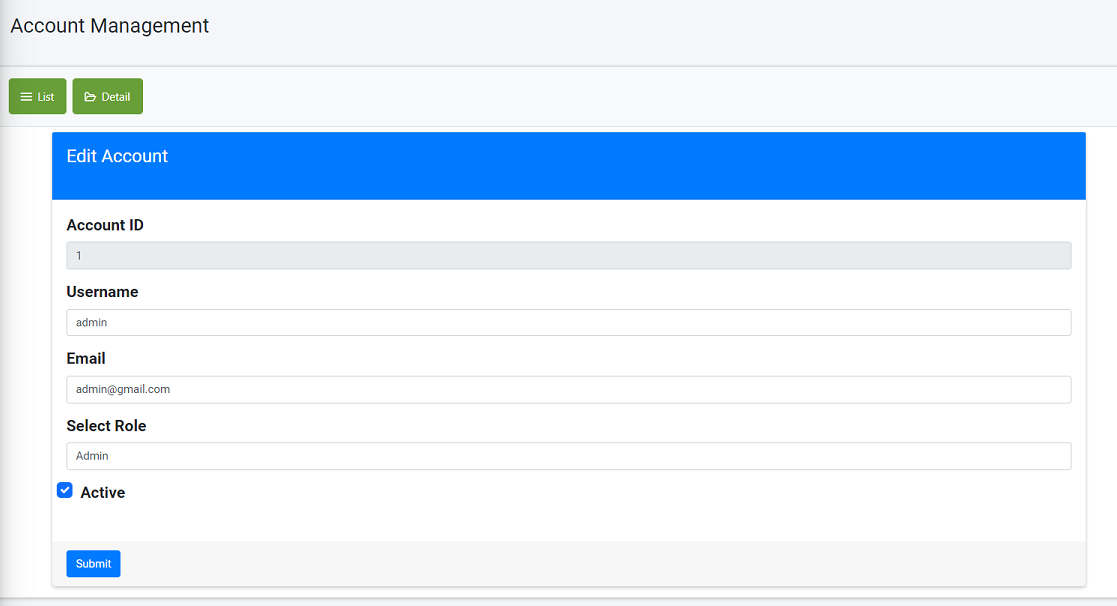 Account Management
List Detail
Edit Account
Account ID
1
Username
admin
Email
admin@gmail.com
Select Role
Admin
Active
Submit